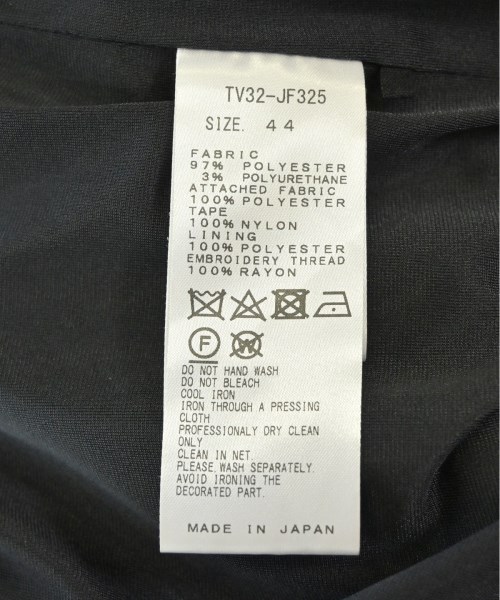 TV32-JF325
SIZE. 44
FABRIC
97% POLYESTER
3% POLYURETHANE
ATTACHED FABRIC
100% POLYESTER
TAPE
100% NYLON
LINING
100% POLYESTER
EMBROIDERY THREAD
100% RAYON
F
W
DO NOT HAND WASH
DO NOT BLEACH
COOL IRON
IRON THROUGH A PRESSING
CLOTH
PROFESSIONALY DRY CLEAN
ONLY
CLEAN IN NET.
PLEASE.WASH SEPARATELY.
AVOID IRONING THE
DECORATED PART.
MADE IN JAPAN